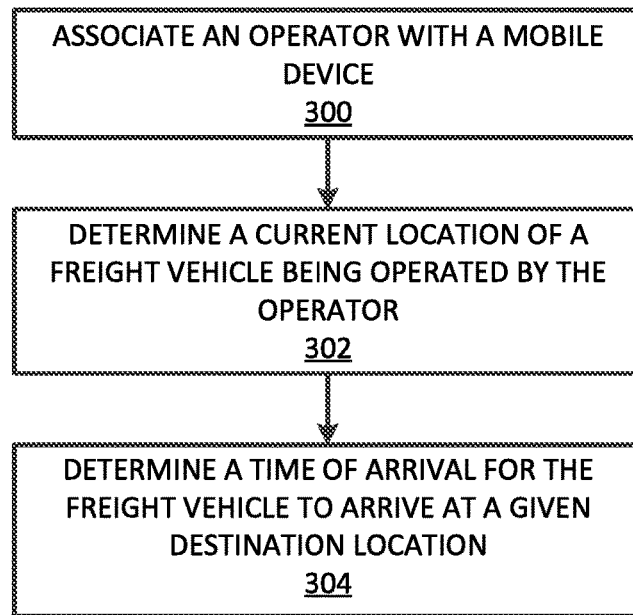 ASSOCIATE AN OPERATOR WITH A MOBILE
DEVICE
300
DETERMINE A CURRENT LOCATION OF A
FREIGHT VEHICLE BEING OPERATED BY THE
OPERATOR
302
DETERMINE A TIME OF ARRIVAL FOR THE
FREIGHT VEHICLE TO ARRIVE AT A GIVEN
DESTINATION LOCATION
304